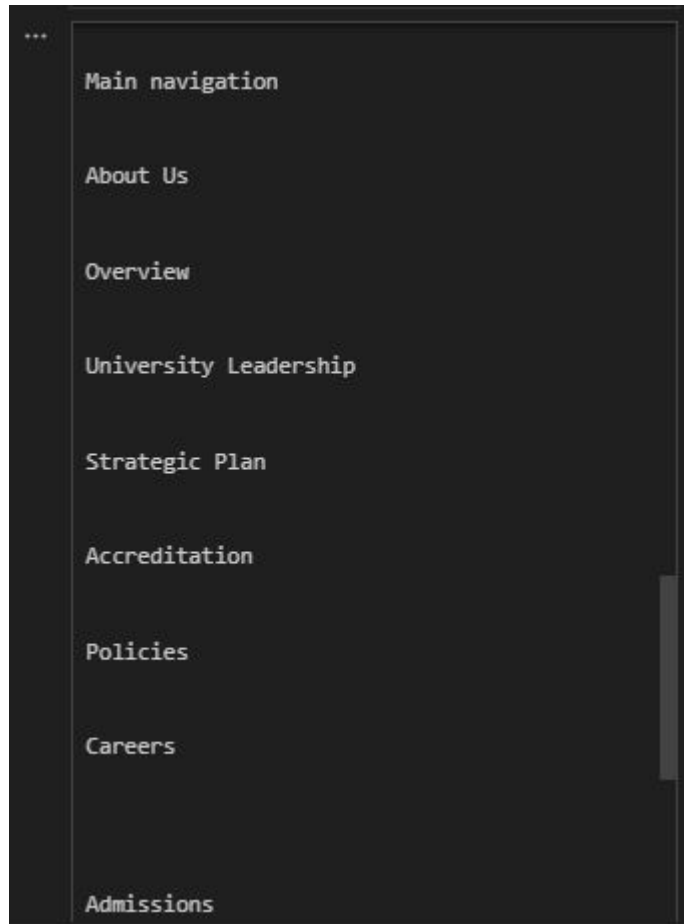 Main navigation
About Us
Overview
University Leadership
Strategic Plan
Accreditation
Policies
Careers
Admissions